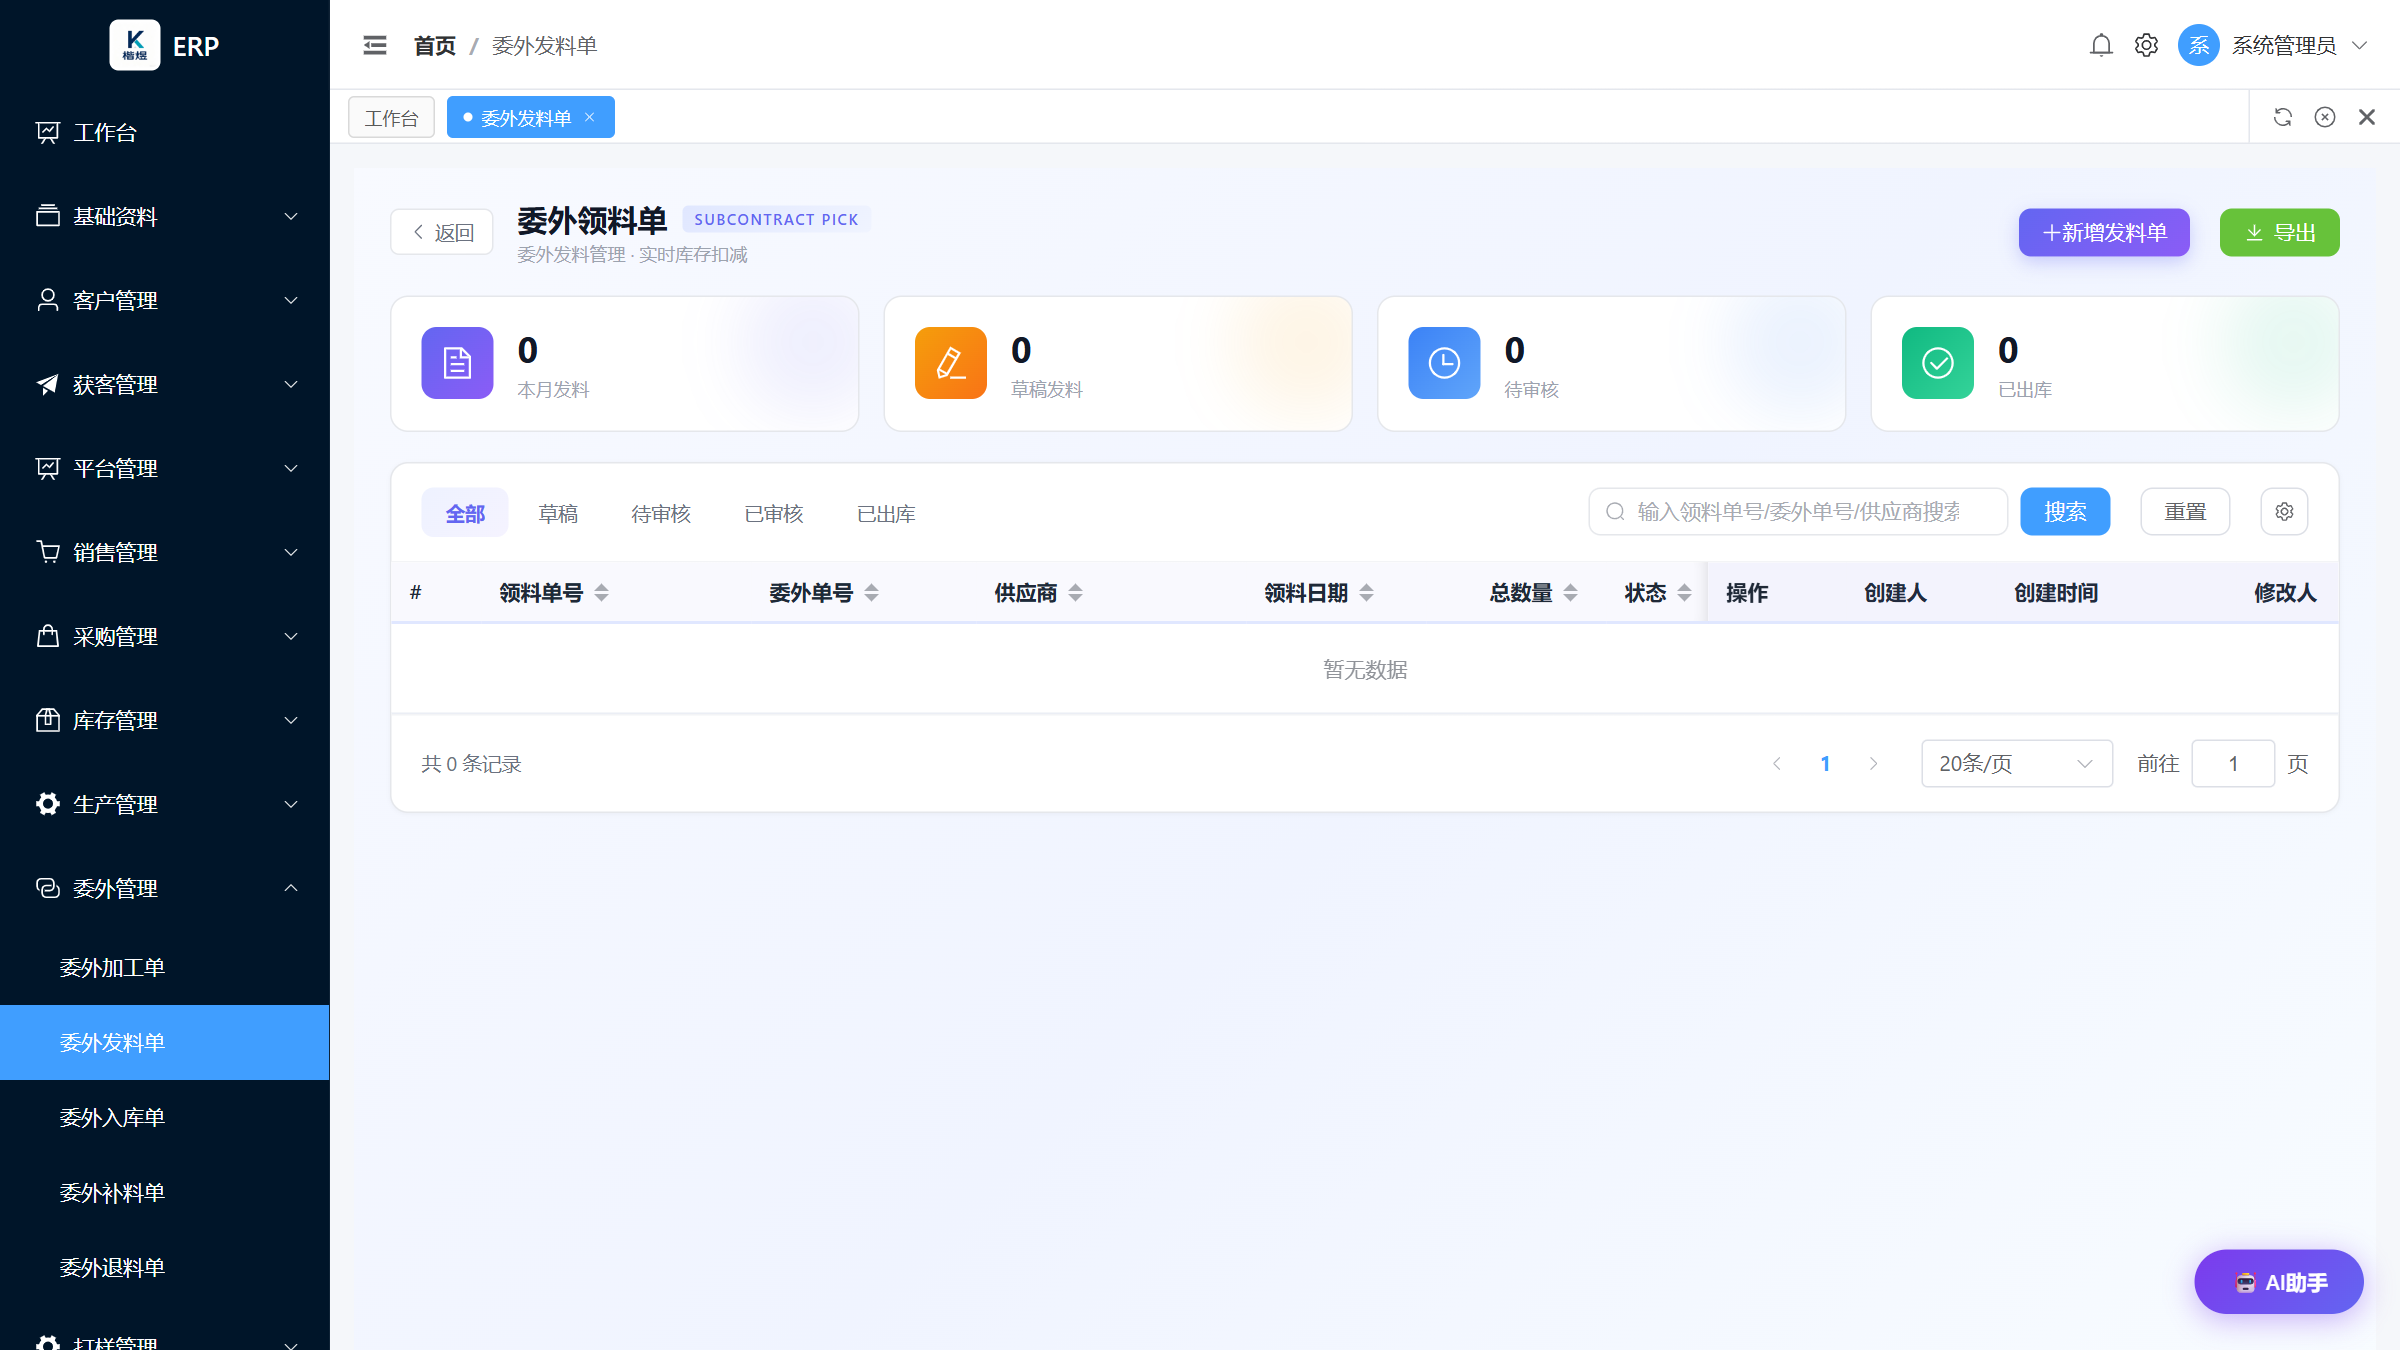 K
楷煜
ERP
工作台
基础资料
客户管理
获客管理
平台管理
销售管理
采购管理
库存管理
生产管理
委外管理
委外加工单
委外发料单
委外入库单
委外补料单
委外退料单
打样管理
首页 / 委外发料单
系 系统管理员
工作台
委外发料单
返回
委外领料单 SUBCONTRACT PICK
委外发料管理 · 实时库存扣减
新增发料单
导出
0
本月发料
0
草稿发料
0
待审核
0
已出库
全部 草稿 待审核 已审核 已出库
输入领料单号/委外单号/供应商搜索
搜索 重置
# 领料单号 委外单号 供应商 领料日期 总数量 状态 操作 创建人 创建时间 修改人
暂无数据
共 0 条记录
1
20条/页
前往 1 页
AI助手